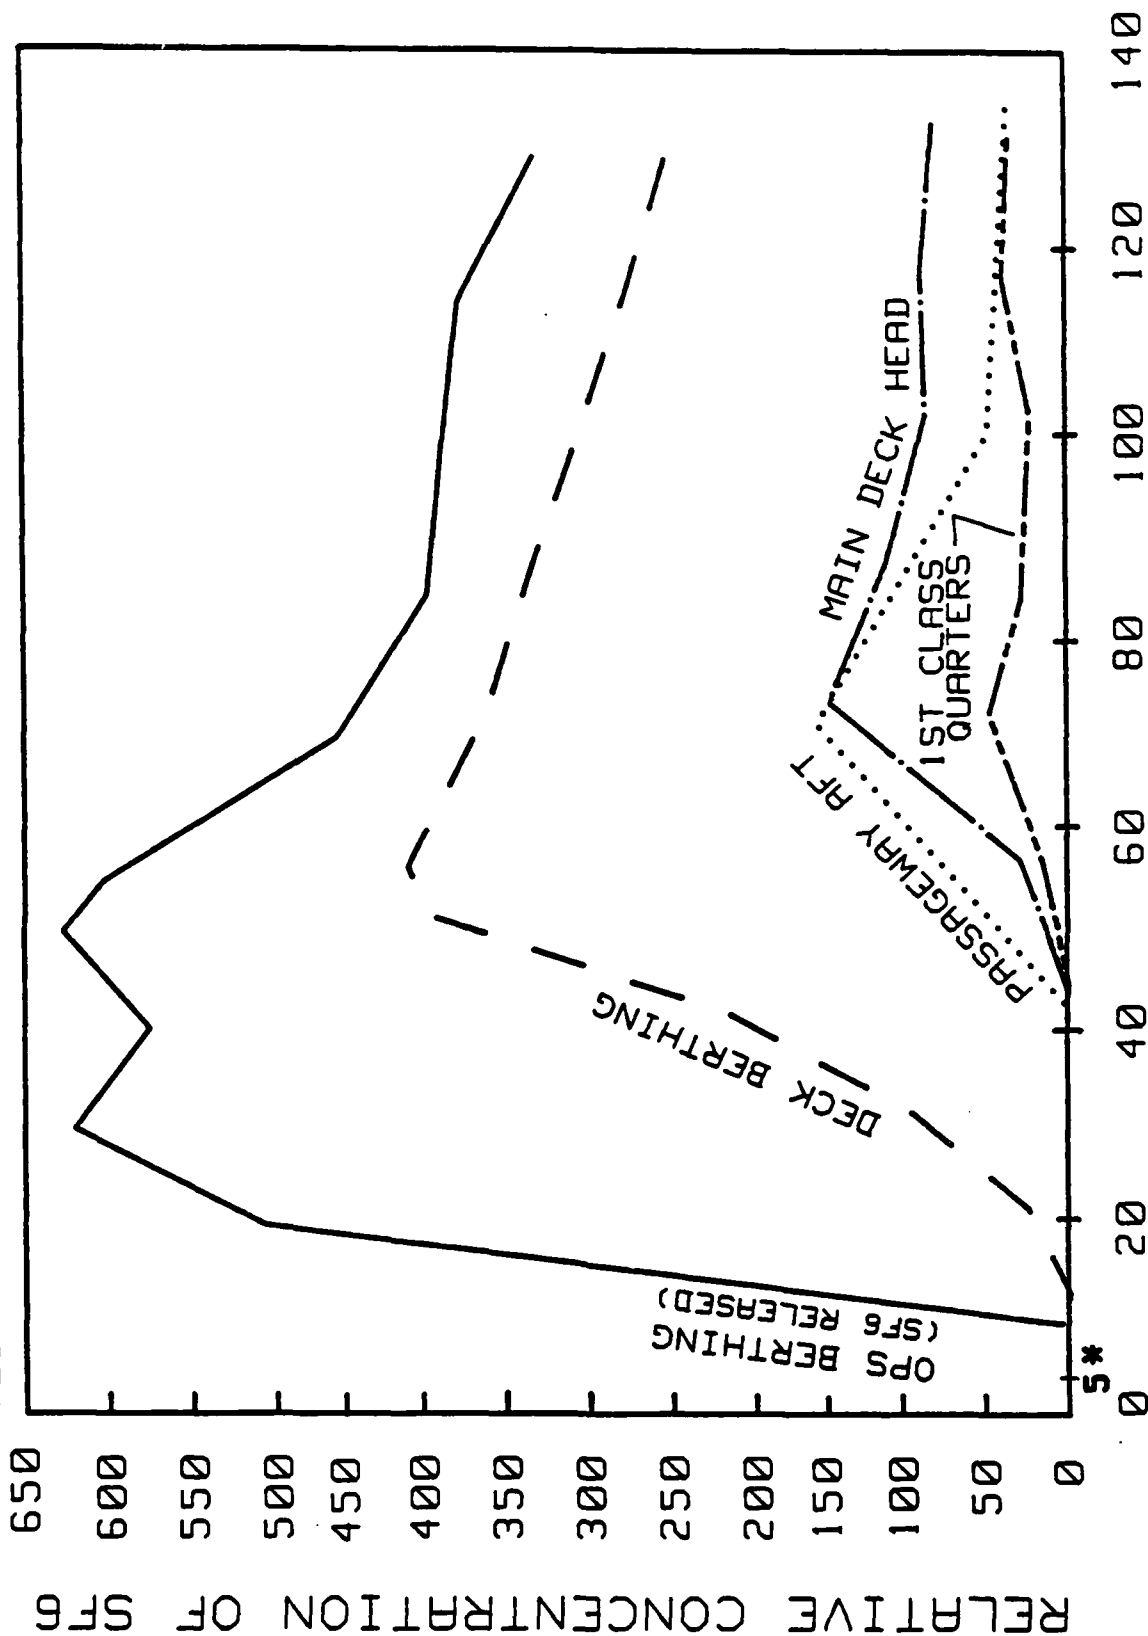 RELATIVE CONCENTRATION OF SF6
650
600
550
500
450
400
350
300
250
200
150
100
50
0
OPS BERTHING
(SF6 RELEASED)
DECK BERTHING
PASSAGEWAY AFT
MAIN DECK HEAD
1ST CLASS
QUARTERS
0
5*
20
40
60
80
100
120
140